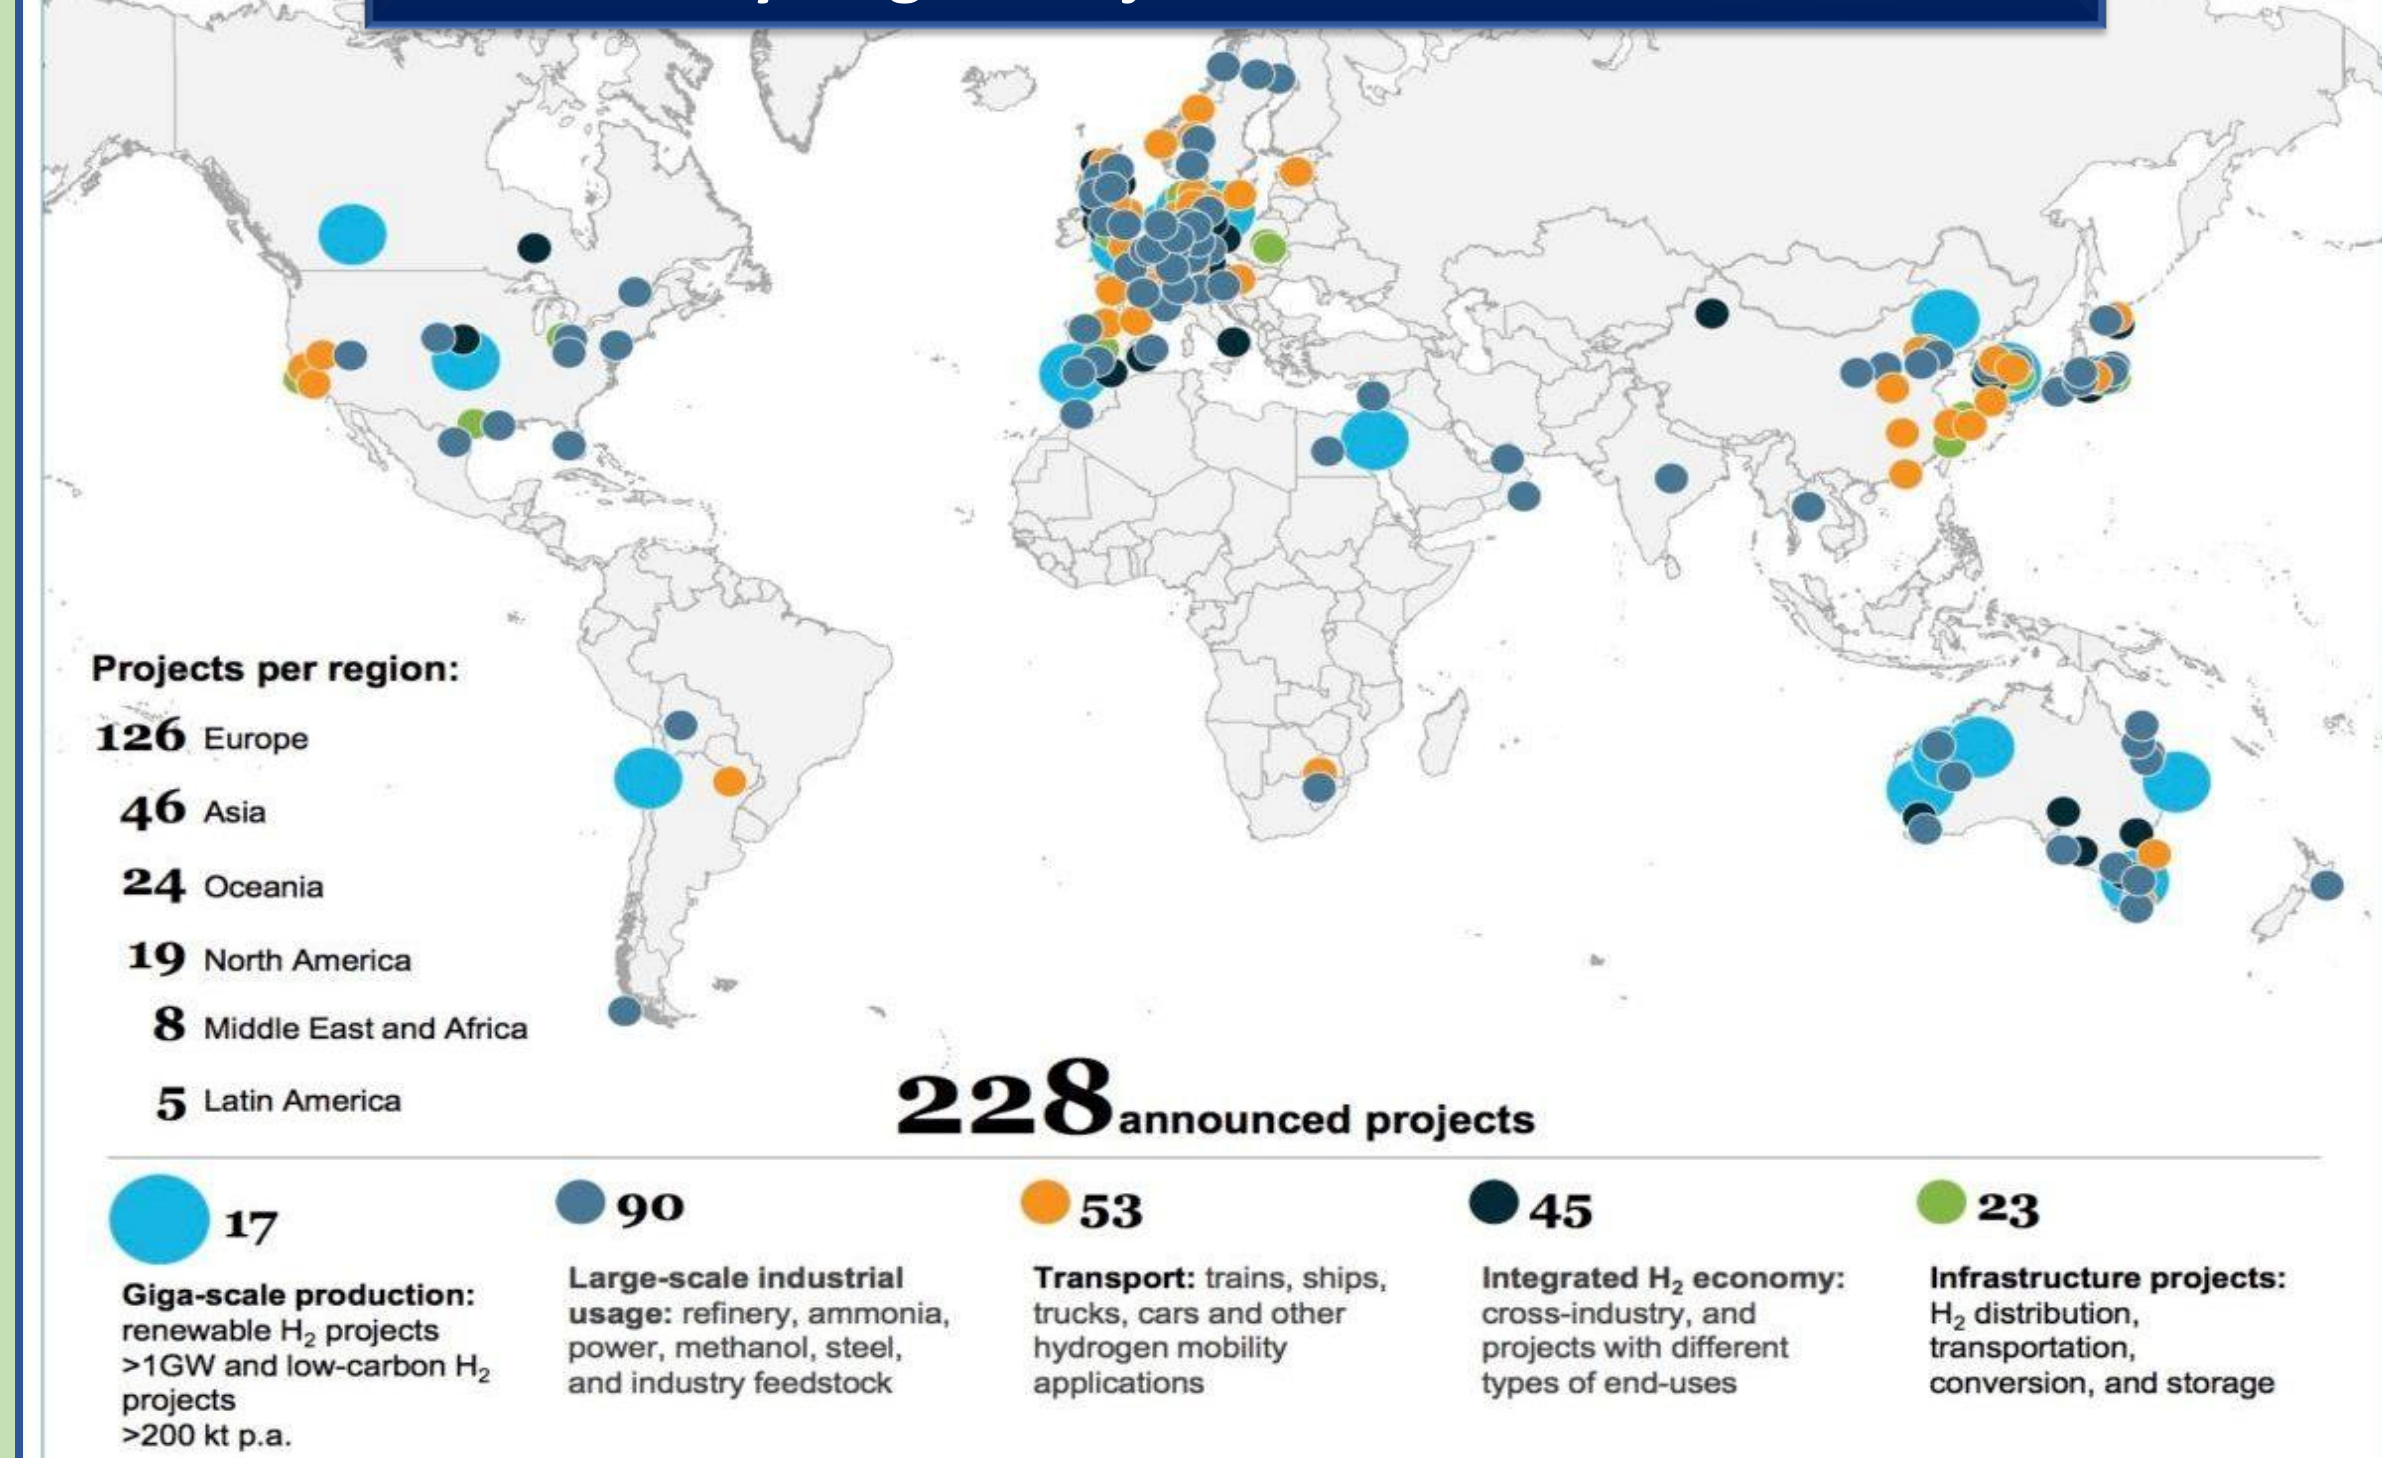 Projects per region:
126 Europe
46 Asia
24 Oceania
19 North America
8 Middle East and Africa
5 Latin America
228 announced projects
17
Giga-scale production:
renewable H₂ projects
>1GW and low-carbon H₂
projects
>200 kt p.a.
90
Large-scale industrial
usage: refinery, ammonia,
power, methanol, steel,
and industry feedstock
53
Transport: trains, ships,
trucks, cars and other
hydrogen mobility
applications
45
Integrated H₂ economy:
cross-industry, and
projects with different
types of end-uses
23
Infrastructure projects:
H₂ distribution,
transportation,
conversion, and storage